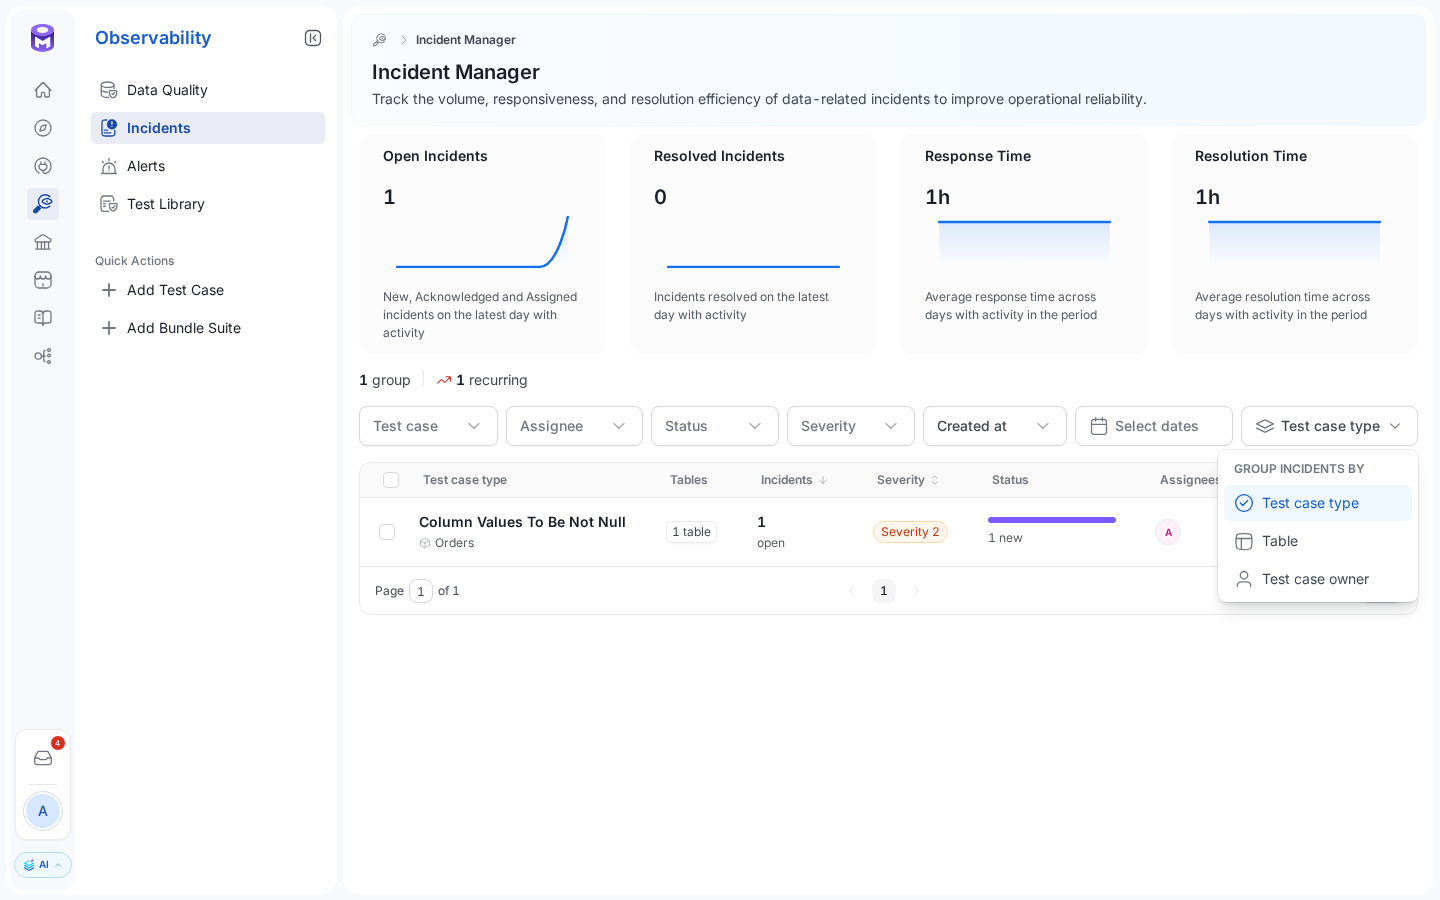 Observability
Data Quality
Incidents
Alerts
Test Library
Quick Actions
Add Test Case
Add Bundle Suite
4
A
AI
Incident Manager
Incident Manager
Track the volume, responsiveness, and resolution efficiency of data-related incidents to improve operational reliability.
Open Incidents
1
New, Acknowledged and Assigned
incidents on the latest day with
activity
Resolved Incidents
0
Incidents resolved on the latest
day with activity
Response Time
1h
Average response time across
days with activity in the period
Resolution Time
1h
Average resolution time across
days with activity in the period
1 group
1 recurring
Test case
Assignee
Status
Severity
Created at
Select dates
Test case type
GROUP INCIDENTS BY
Test case type
Table
Test case owner
Test case type
Tables
Incidents
Severity
Status
Assignees
Column Values To Be Not Null
Orders
1 table
1
open
Severity 2
1 new
A
Page 1 of 1
1